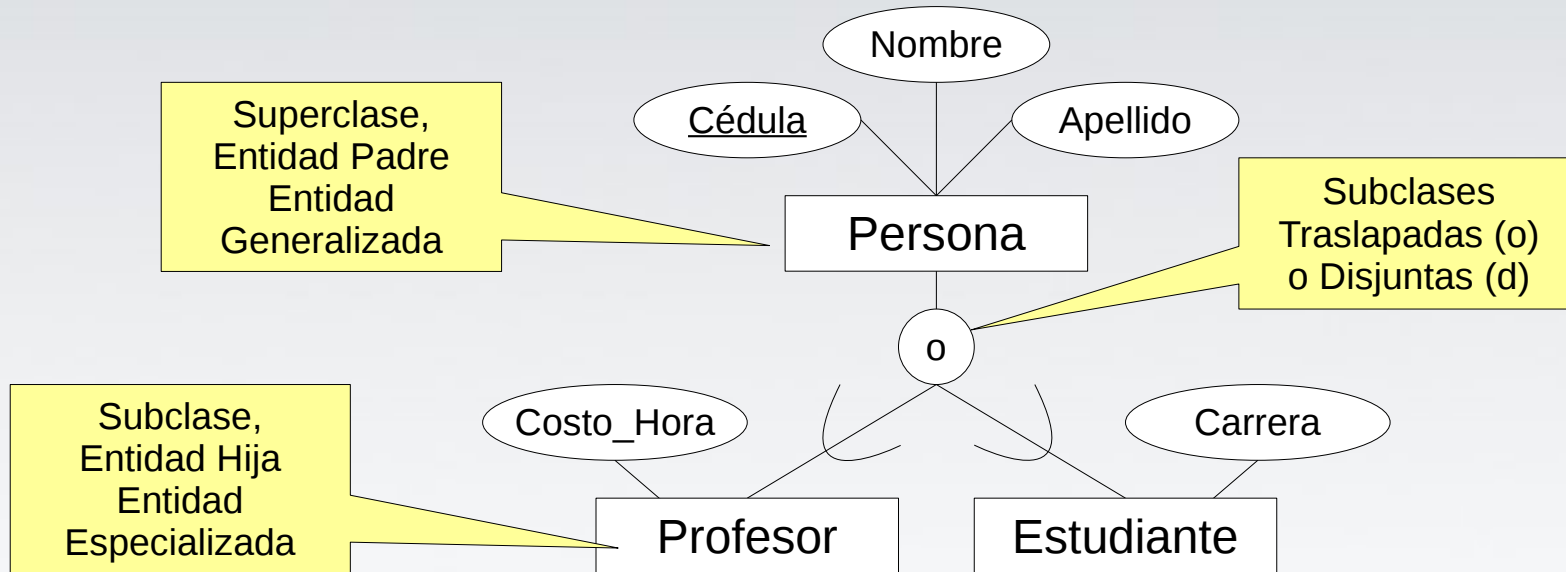 Nombre
Cédula
Apellido
Superclase,
Entidad Padre
Entidad
Generalizada
Persona
Subclases
Traslapadas (o)
o Disjuntas (d)
o
Subclase,
Entidad Hija
Entidad
Especializada
Costo_Hora
Carrera
Profesor
Estudiante